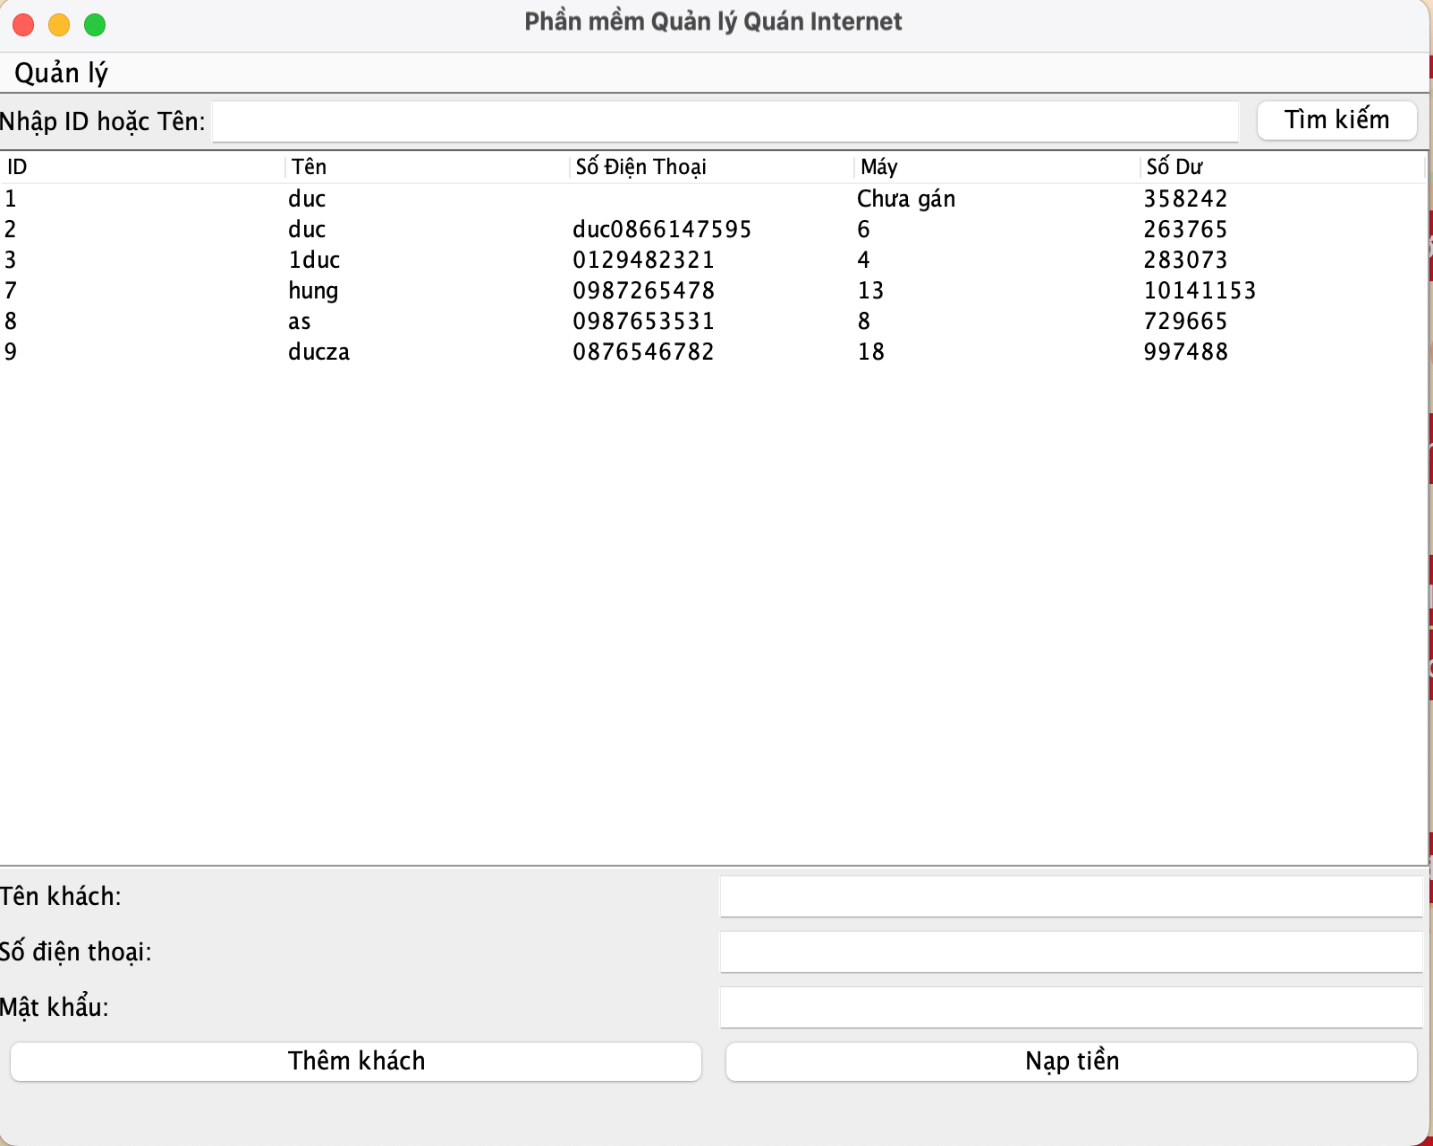 Phần mềm Quản lý Quán Internet
Quản lý
Nhập ID hoặc Tên: Tìm kiếm
ID Tên Số Điện Thoại Máy Số Dư
1 duc Chưa gán 358242
2 duc duc0866147595 6 263765
3 1duc 0129482321 4 283073
7 hung 0987265478 13 10141153
8 as 0987653531 8 729665
9 ducza 0876546782 18 997488
Tên khách:
Số điện thoại:
Mật khẩu:
Thêm khách Nạp tiền